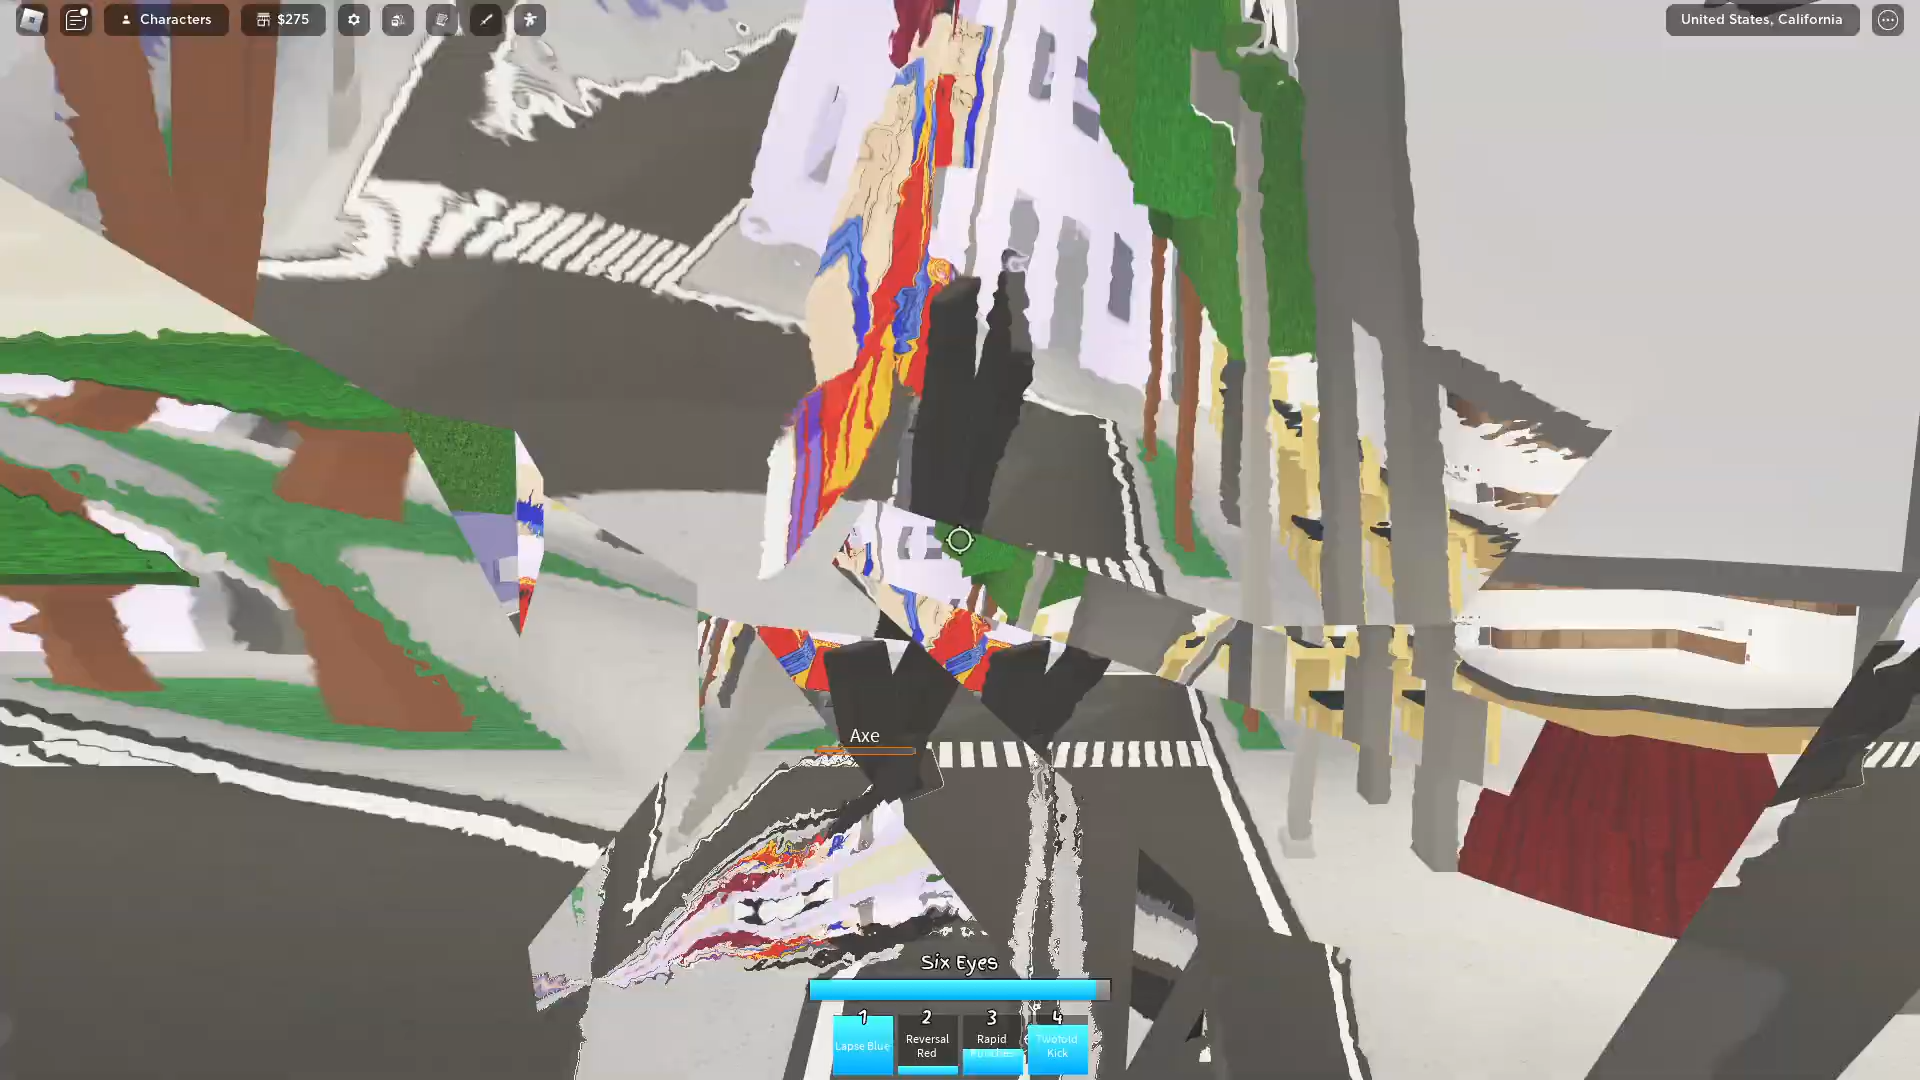 Characters
$275
United States, California
Axe
Six Eyes
1
2
3
4
Lapse Blue
Reversal
Red
Rapid
Punches
Twofold
Kick